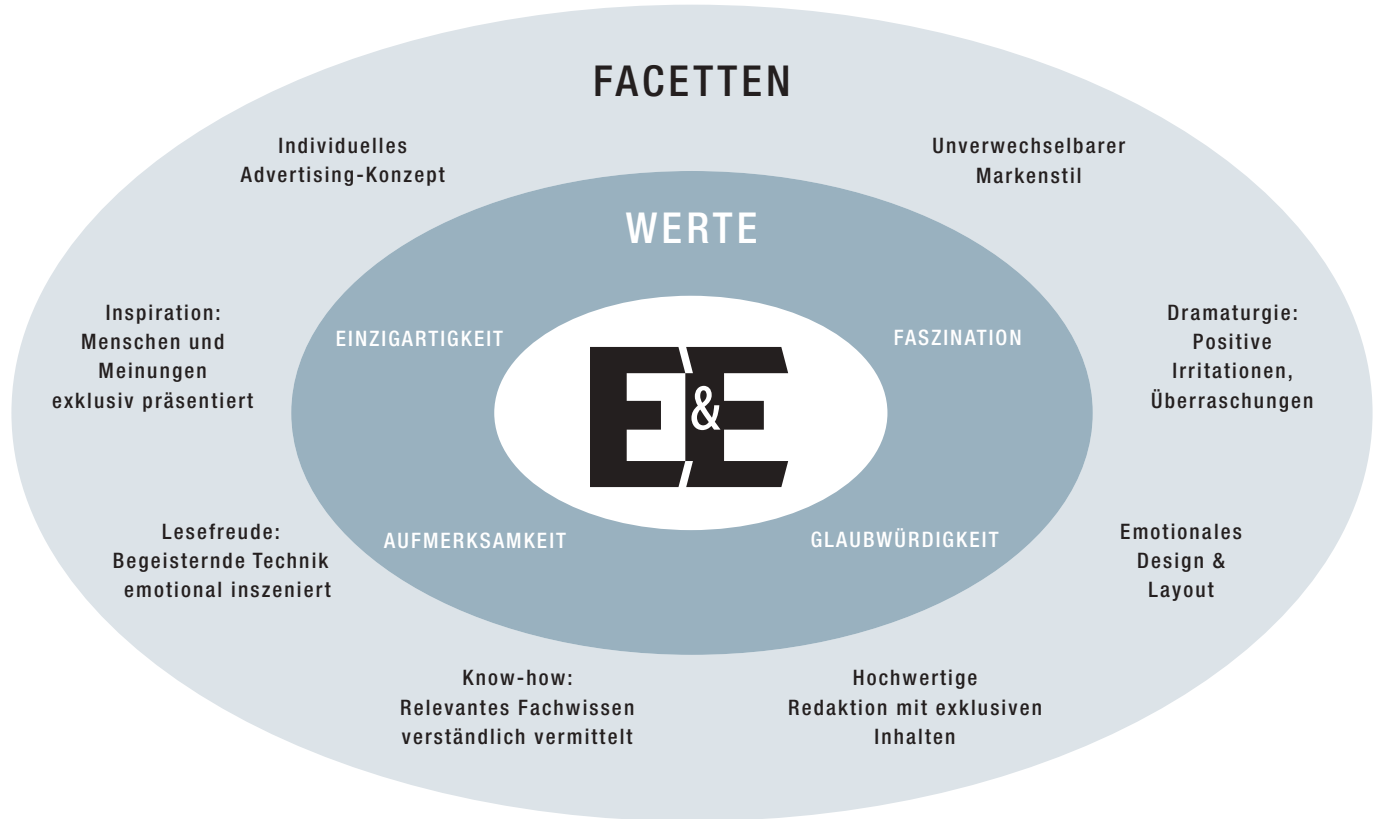 FACETTEN
Individuelles
Advertising-Konzept
Unverwechselbarer
Markenstil
WERTE
Inspiration:
Menschen und
Meinungen
exklusiv präsentiert
EINZIGARTIGKEIT
FASZINATION
Dramaturgie:
Positive
Irritationen,
Überraschungen
E&E
Lesefreude:
Begeisternde Technik
emotional inszeniert
AUFMERKSAMKEIT
GLAUBWÜRDIGKEIT
Emotionales
Design &
Layout
Know-how:
Relevantes Fachwissen
verständlich vermittelt
Hochwertige
Redaktion mit exklusiven
Inhalten